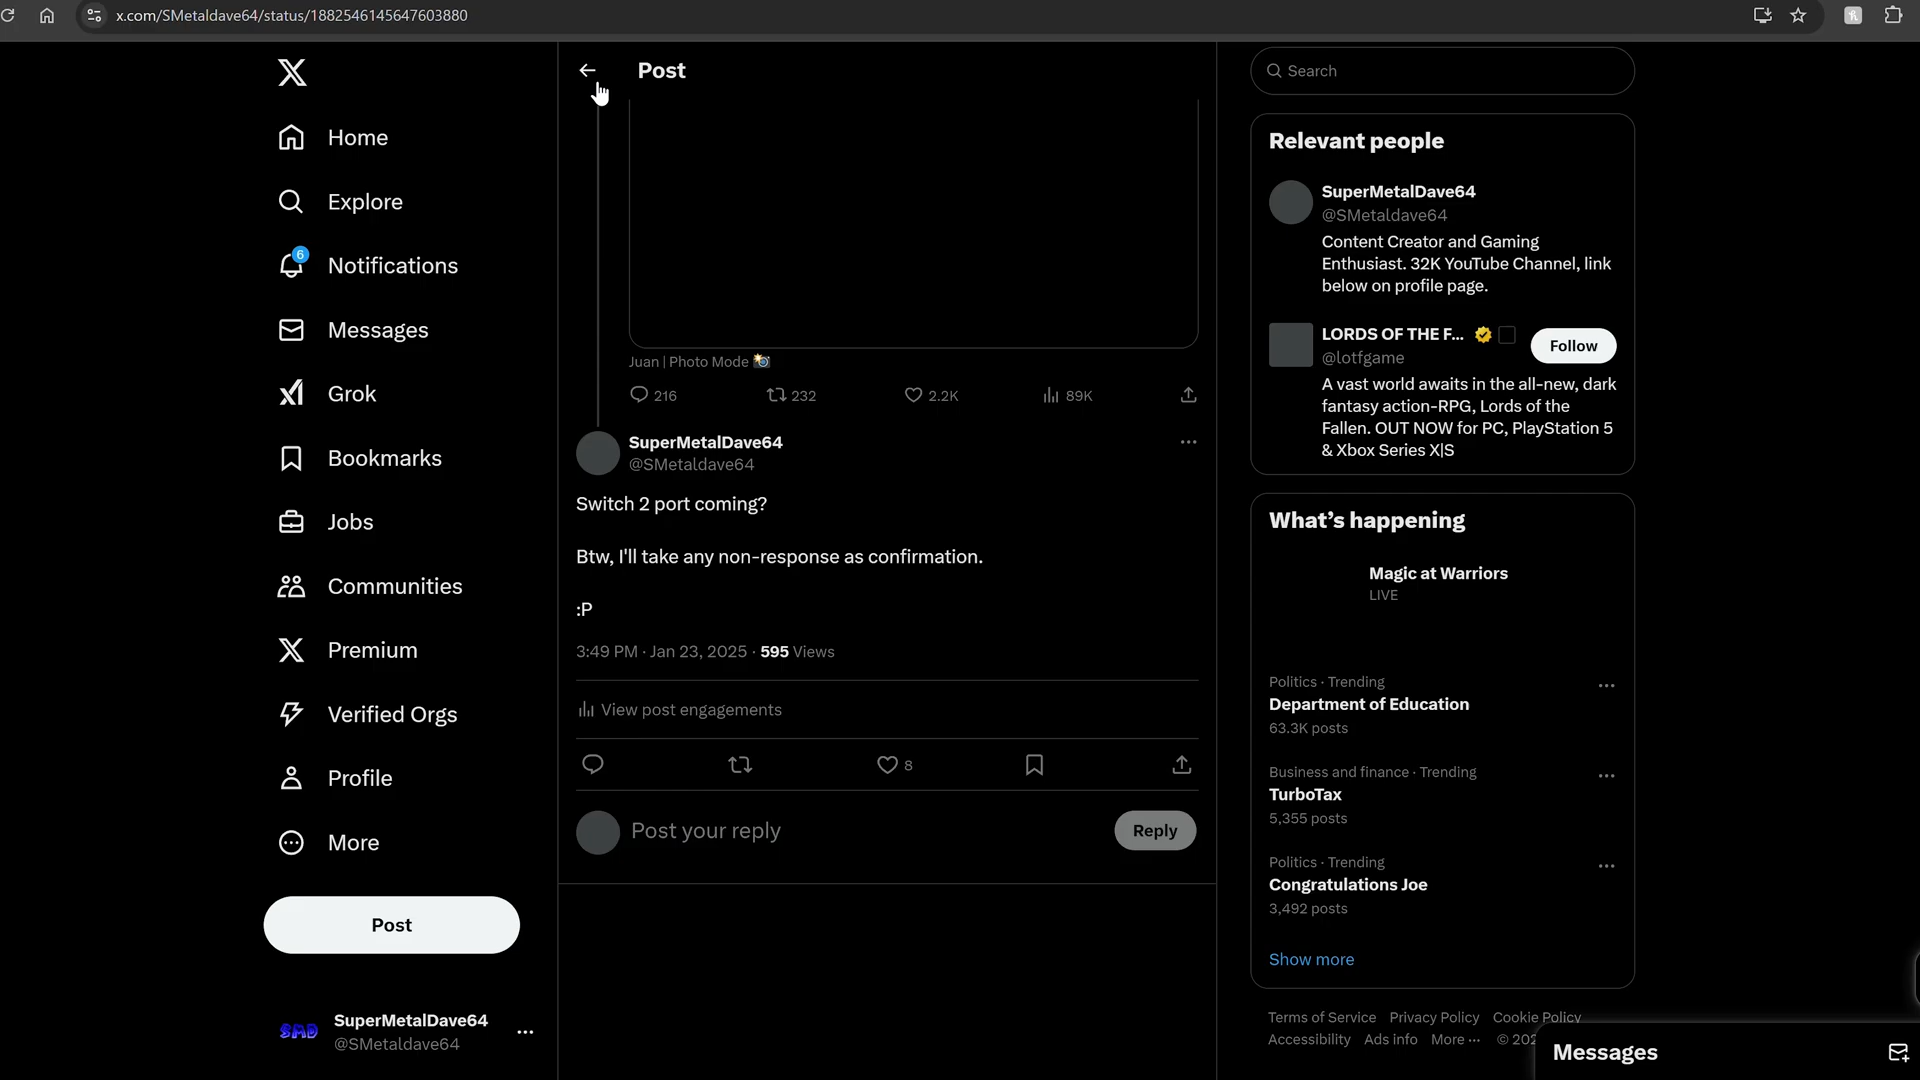 x.com/SMetaldave64/status/1882546145647603880
Home
Explore
6
Notifications
Messages
Grok
Bookmarks
Jobs
Communities
Premium
Verified Orgs
Profile
More
Post
SMD
SuperMetalDave64
@SMetaldave64
Post
Juan | Photo Mode 📸
216
232
2.2K
89K
SuperMetalDave64
@SMetaldave64
Switch 2 port coming?
Btw, I'll take any non-response as confirmation.
:P
3:49 PM · Jan 23, 2025 · 595 Views
View post engagements
8
Post your reply
Reply
Search
Relevant people
SuperMetalDave64
@SMetaldave64
Content Creator and Gaming
Enthusiast. 32K YouTube Channel, link
below on profile page.
LORDS OF THE F...
@lotfgame
Follow
A vast world awaits in the all-new, dark
fantasy action-RPG, Lords of the
Fallen. OUT NOW for PC, PlayStation 5
& Xbox Series X|S
What's happening
Magic at Warriors
LIVE
Politics · Trending
Department of Education
63.3K posts
Business and finance · Trending
TurboTax
5,355 posts
Politics · Trending
Congratulations Joe
3,492 posts
Show more
Terms of Service Privacy Policy Cookie Policy
Accessibility Ads info More ··· ©
Messages